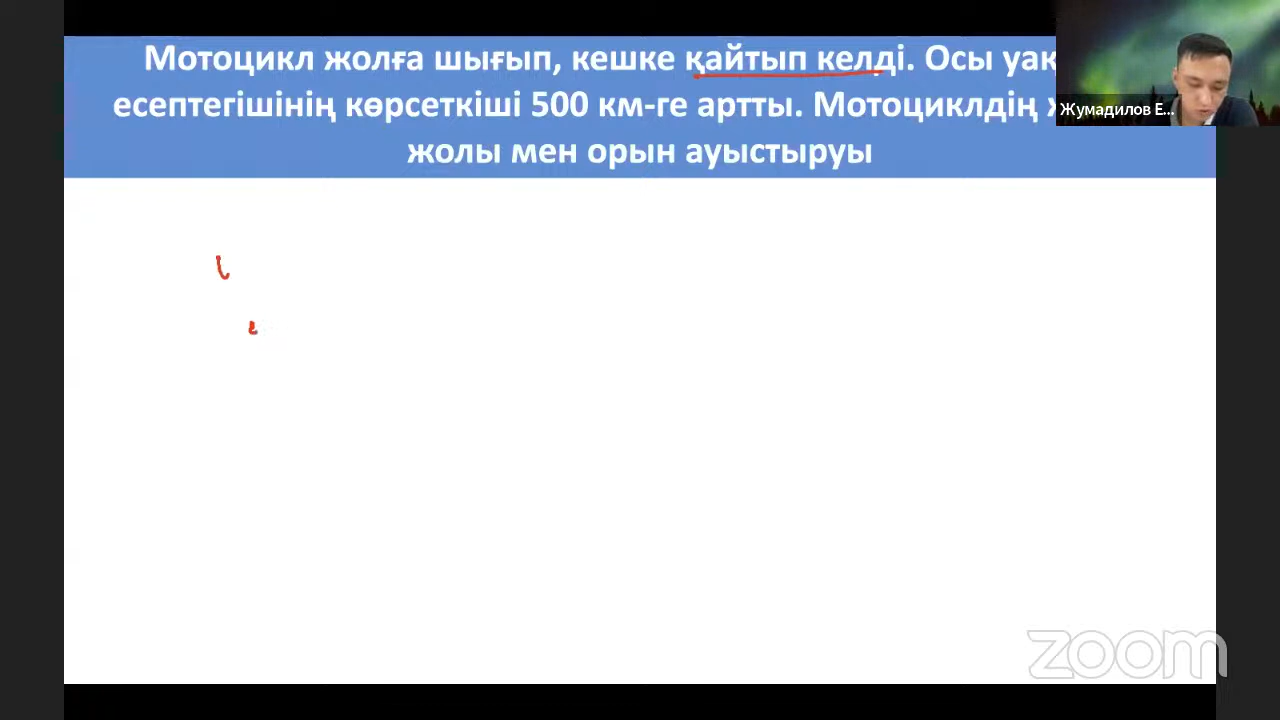 Мотоцикл жолға шығып, кешке қайтып келді. Осы
есептегішінің көрсеткіші 500 км-ге артты. Мотоциклдің
жолы мен орын ауыстыруы
Жумадилов Е...
zoom